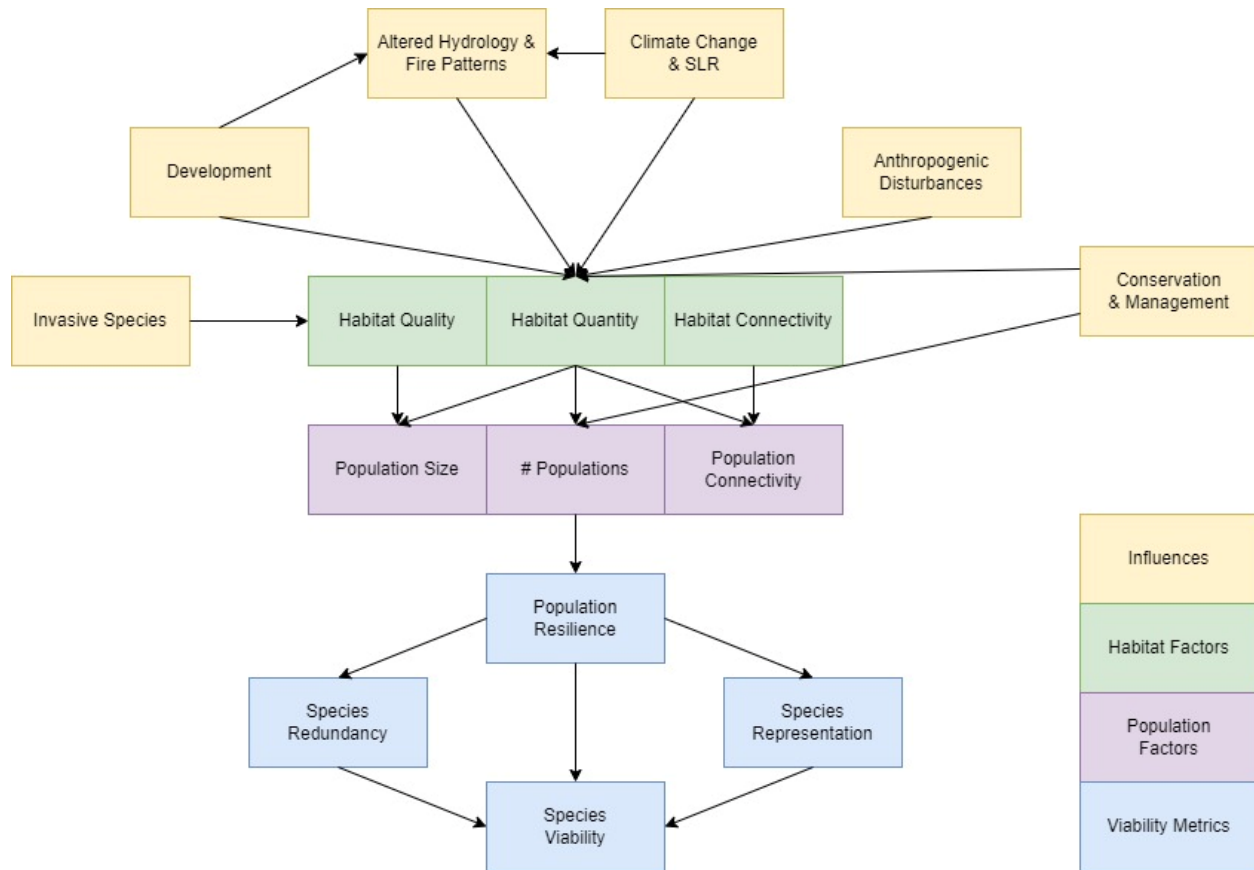 Altered Hydrology &
Fire Patterns
Climate Change
& SLR
Development
Anthropogenic
Disturbances
Invasive Species
Habitat Quality
Habitat Quantity
Habitat Connectivity
Conservation
& Management
Population Size
# Populations
Population
Connectivity
Population
Resilience
Species
Redundancy
Species
Representation
Species
Viability
Influences
Habitat Factors
Population
Factors
Viability Metrics